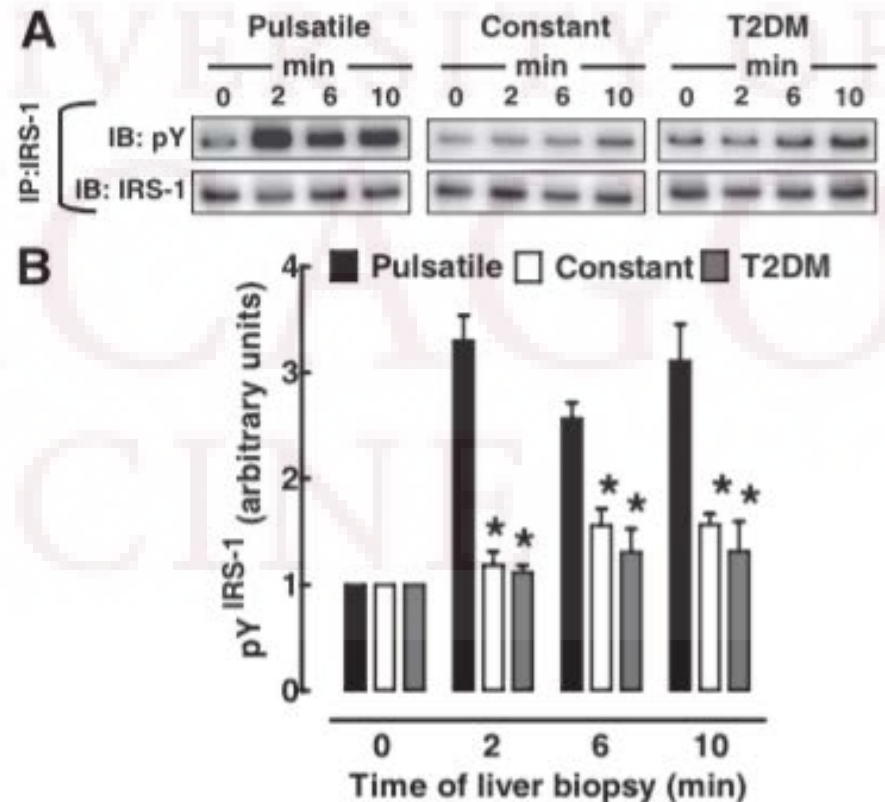 A
Pulsatile Constant T2DM
min min min
0 2 6 10 0 2 6 10 0 2 6 10
IP:IRS-1
IB: pY
IB: IRS-1
B
Pulsatile Constant T2DM
pY IRS-1 (arbitrary units)
4
3
2
1
0
* * * * * *
0 2 6 10
Time of liver biopsy (min)